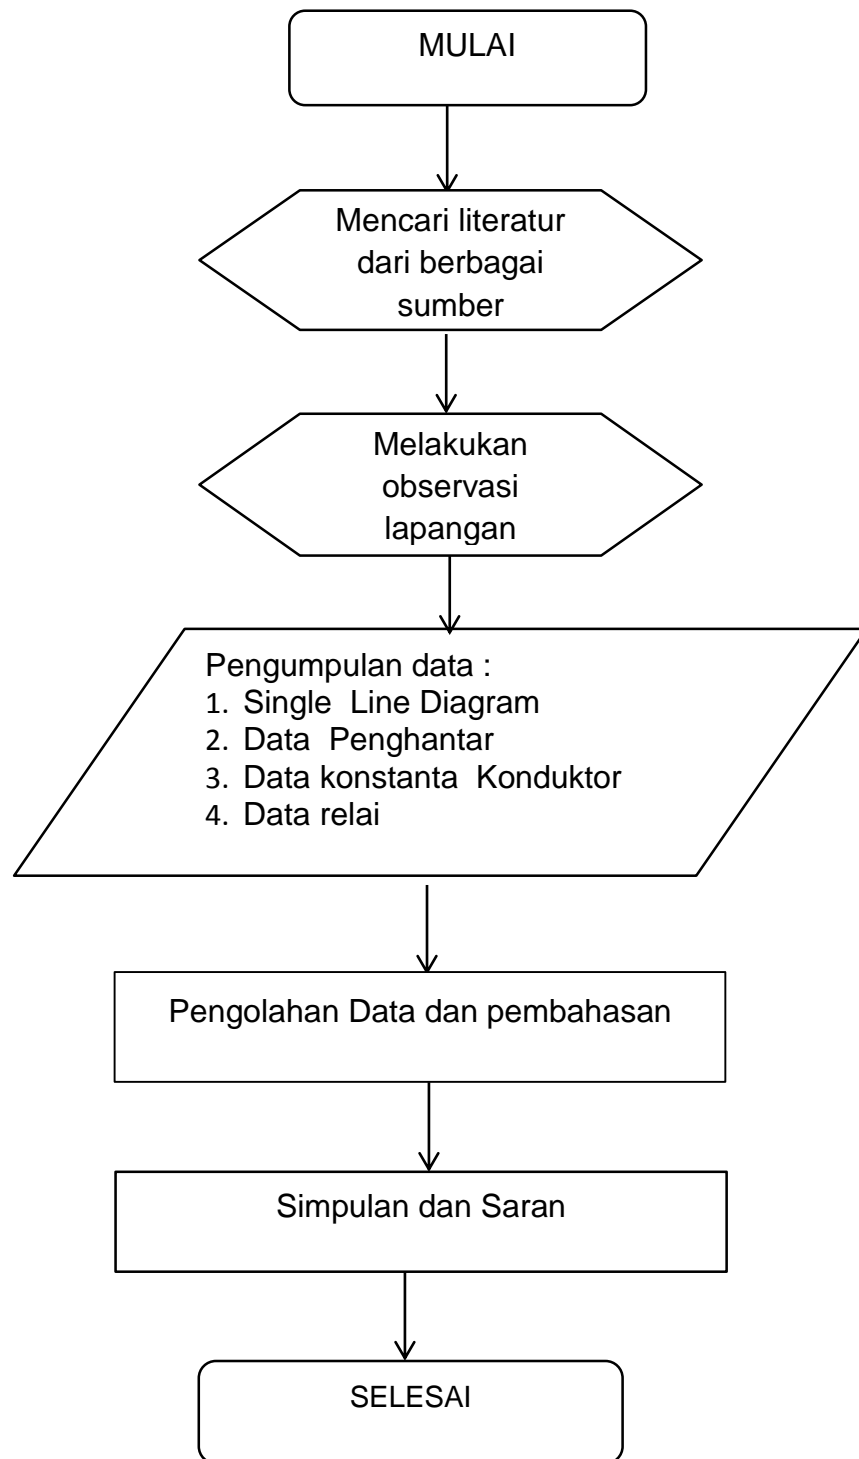 MULAI
Mencari literatur
dari berbagai
sumber
Melakukan
observasi
lapangan
Pengumpulan data :
1. Single Line Diagram
2. Data Penghantar
3. Data konstanta Konduktor
4. Data relai
Pengolahan Data dan pembahasan
Simpulan dan Saran
SELESAI